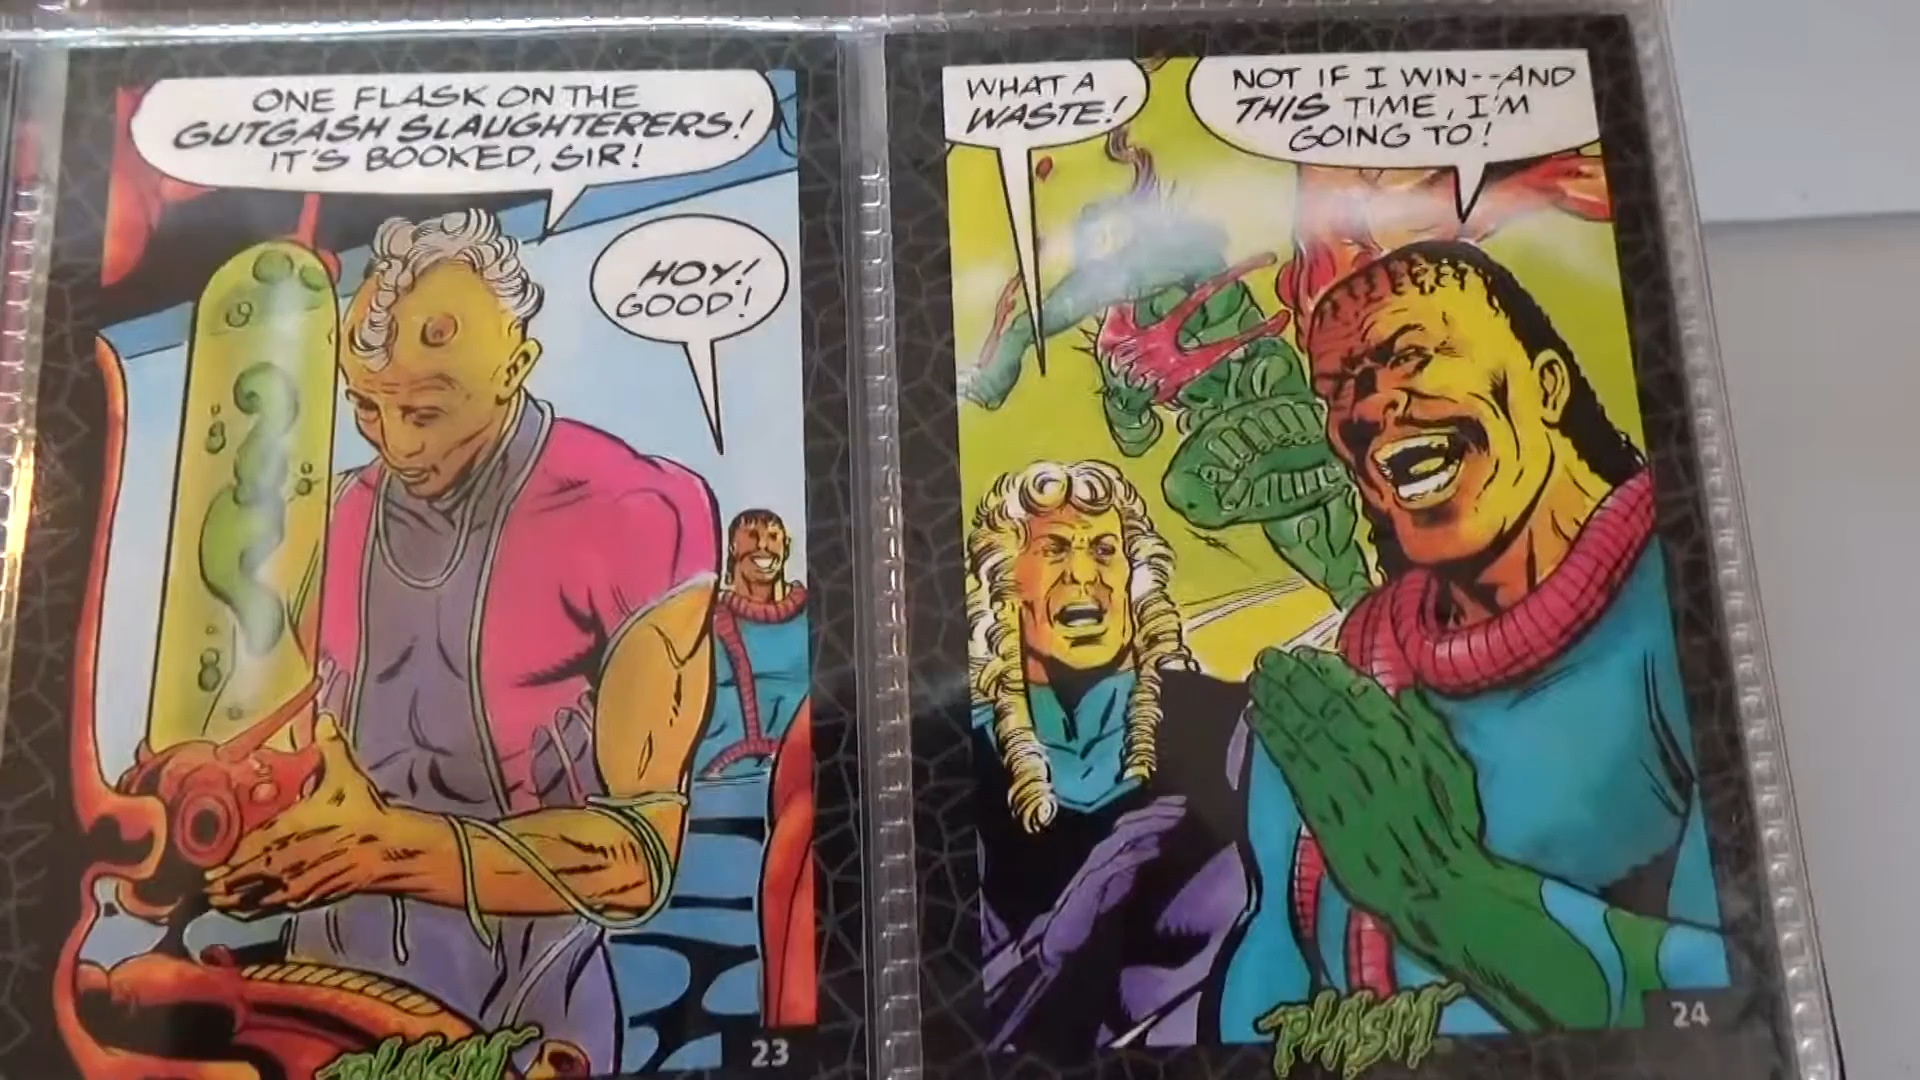 ONE FLASK ON THE
GUTGASH SLAUGHTERERS!
IT'S BOOKED, SIR!
HOY!
GOOD!
PLASM
23
WHAT A
WASTE!
NOT IF I WIN--AND
THIS TIME, I'M
GOING TO!
PLASM
24